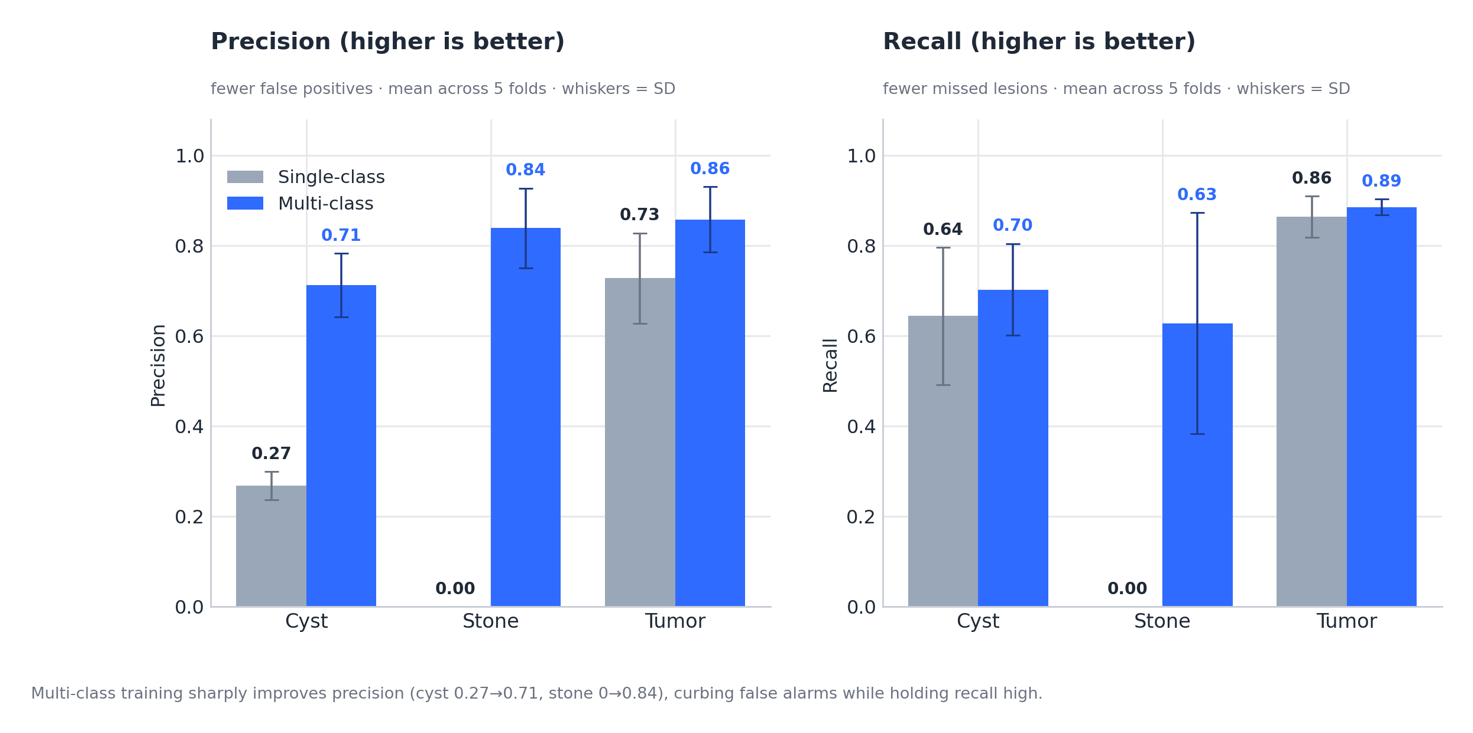 Precision (higher is better)
fewer false positives · mean across 5 folds · whiskers = SD
Precision
1.0
0.8
0.6
0.4
0.2
0.0
Single-class
Multi-class
0.27
0.71
0.00
0.84
0.73
0.86
Cyst
Stone
Tumor
Recall (higher is better)
fewer missed lesions · mean across 5 folds · whiskers = SD
Recall
1.0
0.8
0.6
0.4
0.2
0.0
0.64
0.70
0.00
0.63
0.86
0.89
Cyst
Stone
Tumor
Multi-class training sharply improves precision (cyst 0.27→0.71, stone 0→0.84), curbing false alarms while holding recall high.